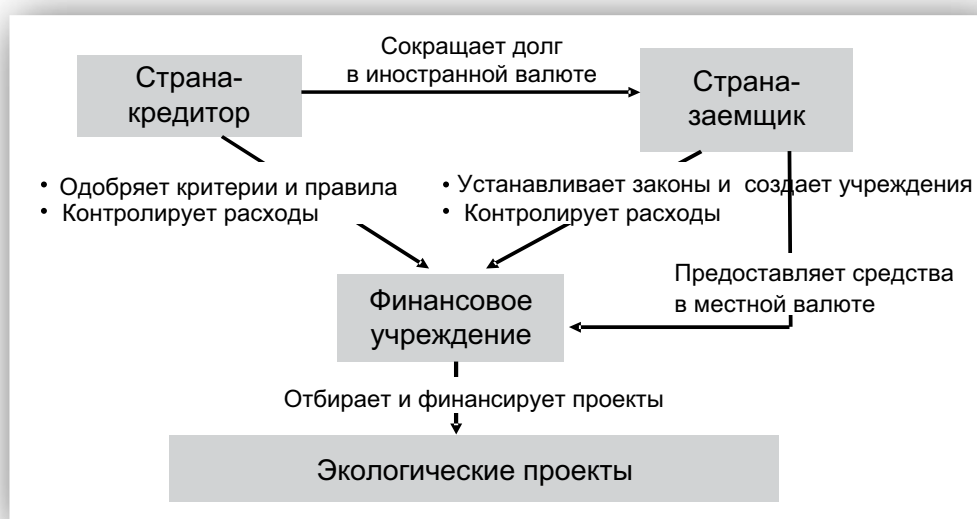 Сокращает долг
в иностранной валюте
Страна-
кредитор
Страна-
заемщик
• Одобряет критерии и правила
• Контролирует расходы
• Устанавливает законы и создает учреждения
• Контролирует расходы
Предоставляет средства
в местной валюте
Финансовое
учреждение
Отбирает и финансирует проекты
Экологические проекты